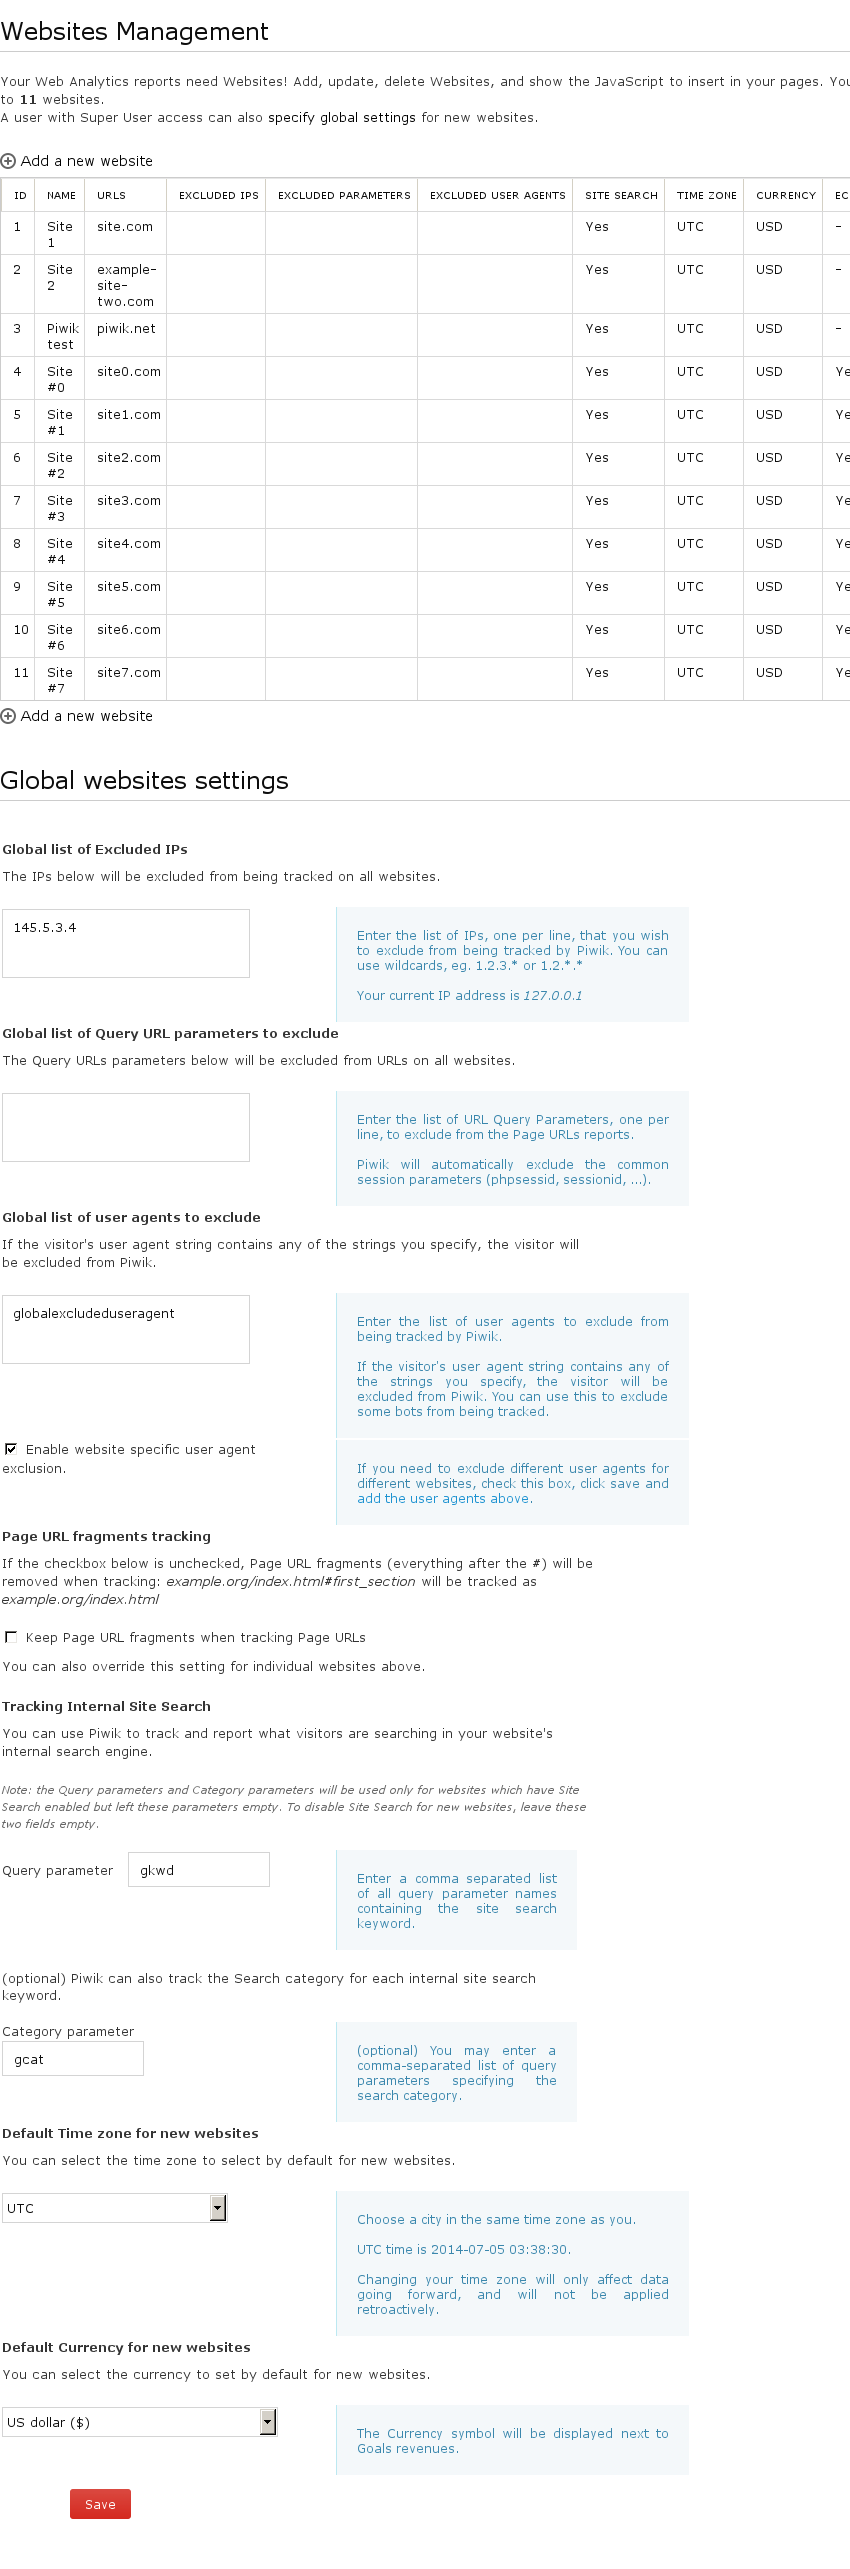 Websites Management
Your Web Analytics reports need Websites! Add, update, delete Websites, and show the JavaScript to insert in your pages. You
to 11 websites.
A user with Super User access can also specify global settings for new websites.
Add a new website
ID NAME URLS EXCLUDED IPS EXCLUDED PARAMETERS EXCLUDED USER AGENTS SITE SEARCH TIME ZONE CURRENCY EC
1 Site site.com Yes UTC USD -
1
2 Site example- Yes UTC USD -
2 site-
two.com
3 Piwik piwik.net Yes UTC USD -
test
4 Site site0.com Yes UTC USD Ye
#0
5 Site site1.com Yes UTC USD Ye
#1
6 Site site2.com Yes UTC USD Ye
#2
7 Site site3.com Yes UTC USD Ye
#3
8 Site site4.com Yes UTC USD Ye
#4
9 Site site5.com Yes UTC USD Ye
#5
10 Site site6.com Yes UTC USD Ye
#6
11 Site site7.com Yes UTC USD Ye
#7
Add a new website
Global websites settings
Global list of Excluded IPs
The IPs below will be excluded from being tracked on all websites.
145.5.3.4
Enter the list of IPs, one per line, that you wish
to exclude from being tracked by Piwik. You can
use wildcards, eg. 1.2.3.* or 1.2.*.*
Your current IP address is 127.0.0.1
Global list of Query URL parameters to exclude
The Query URLs parameters below will be excluded from URLs on all websites.
Enter the list of URL Query Parameters, one per
line, to exclude from the Page URLs reports.
Piwik will automatically exclude the common
session parameters (phpsessid, sessionid, ...).
Global list of user agents to exclude
If the visitor's user agent string contains any of the strings you specify, the visitor will
be excluded from Piwik.
globalexcludeduseragent
Enter the list of user agents to exclude from
being tracked by Piwik.
If the visitor's user agent string contains any of
the strings you specify, the visitor will be
excluded from Piwik. You can use this to exclude
some bots from being tracked.
Enable website specific user agent
exclusion.
If you need to exclude different user agents for
different websites, check this box, click save and
add the user agents above.
Page URL fragments tracking
If the checkbox below is unchecked, Page URL fragments (everything after the #) will be
removed when tracking: example.org/index.html#first_section will be tracked as
example.org/index.html
Keep Page URL fragments when tracking Page URLs
You can also override this setting for individual websites above.
Tracking Internal Site Search
You can use Piwik to track and report what visitors are searching in your website's
internal search engine.
Note: the Query parameters and Category parameters will be used only for websites which have Site
Search enabled but left these parameters empty. To disable Site Search for new websites, leave these
two fields empty.
Query parameter gkwd
Enter a comma separated list
of all query parameter names
containing the site search
keyword.
(optional) Piwik can also track the Search category for each internal site search
keyword.
Category parameter
gcat
(optional) You may enter a
comma-separated list of query
parameters specifying the
search category.
Default Time zone for new websites
You can select the time zone to select by default for new websites.
UTC
Choose a city in the same time zone as you.
UTC time is 2014-07-05 03:38:30.
Changing your time zone will only affect data
going forward, and will not be applied
retroactively.
Default Currency for new websites
You can select the currency to set by default for new websites.
US dollar ($)
The Currency symbol will be displayed next to
Goals revenues.
Save